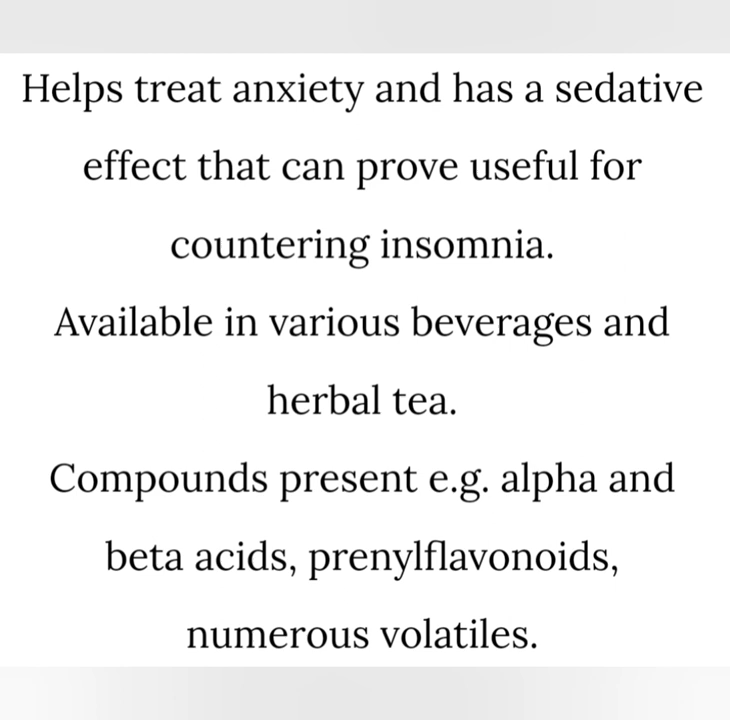 Helps treat anxiety and has a sedative
effect that can prove useful for
countering insomnia.
Available in various beverages and
herbal tea.
Compounds present e.g. alpha and
beta acids, prenylflavonoids,
numerous volatiles.